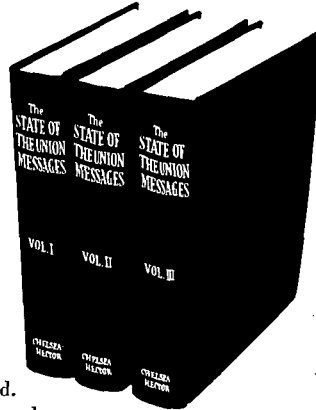 The
STATE OF
THE UNION
MESSAGES
VOL. I
CHELSEA-
HECTOR
The
STATE OF
THE UNION
MESSAGES
VOL. II
CHELSEA
HECTOR
The
STATE OF
THE UNION
MESSAGES
VOL. III
CHELSEA
HECTOR
d.